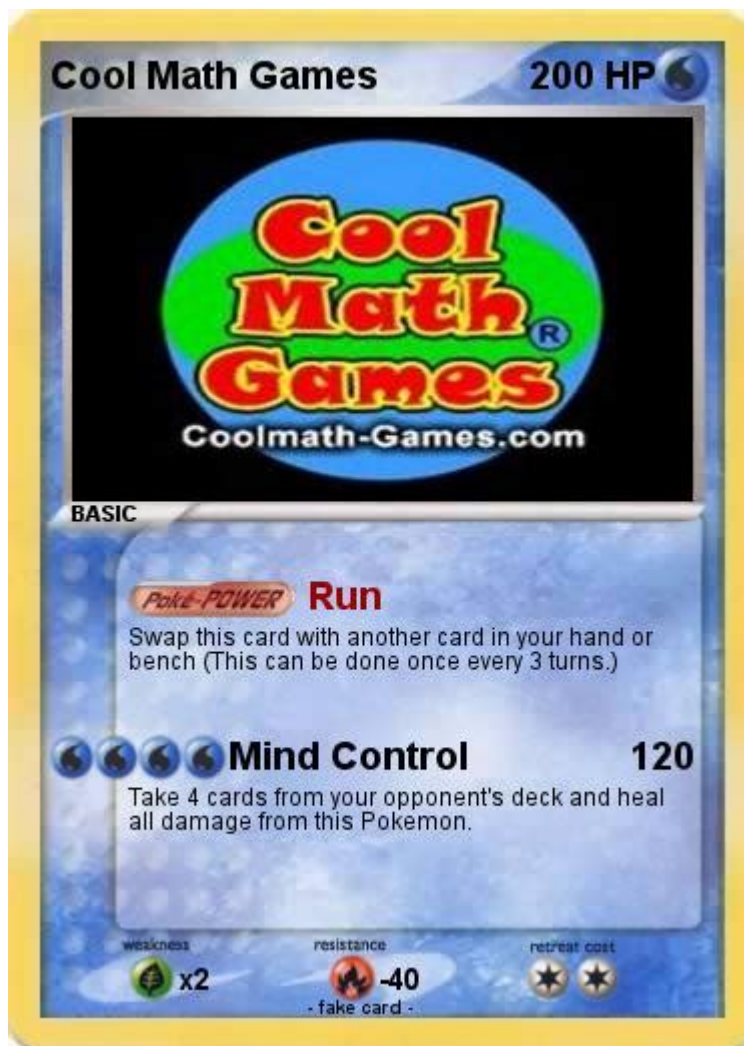 Cool Math Games 200 HP
Cool
Math
®
Games
Coolmath-Games.com
BASIC
Poké-POWER Run
Swap this card with another card in your hand or
bench (This can be done once every 3 turns.)
Mind Control 120
Take 4 cards from your opponent's deck and heal
all damage from this Pokemon.
weakness resistance retreat cost
x2 -40
- fake card -